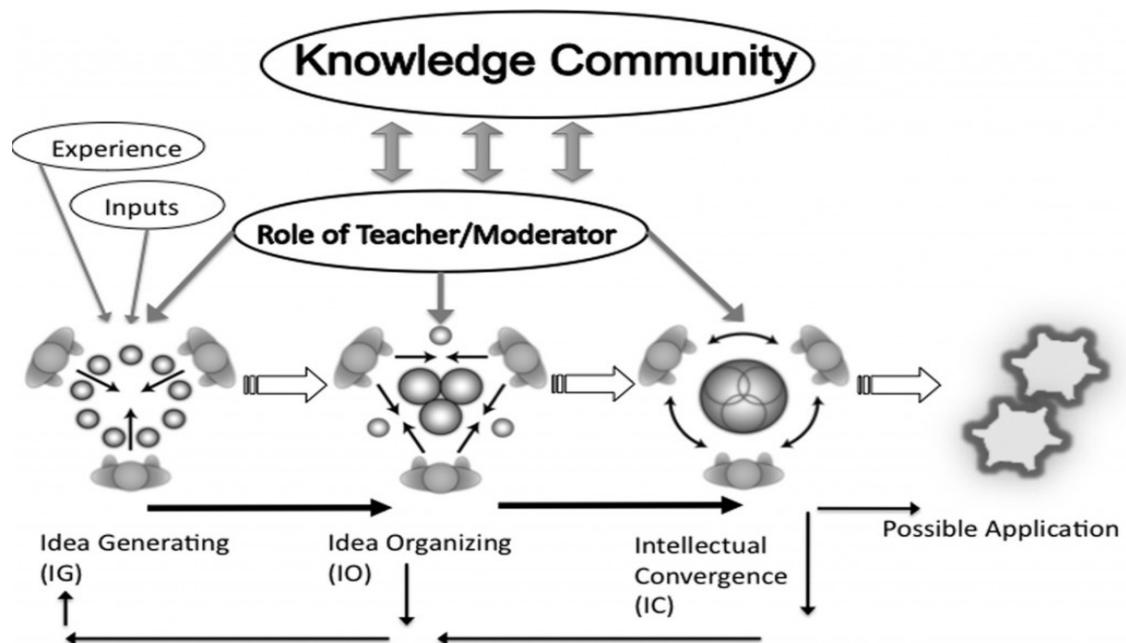 Knowledge Community
Experience
Inputs
Role of Teacher/Moderator
Idea Generating
(IG)
Idea Organizing
(IO)
Intellectual
Convergence
(IC)
Possible Application